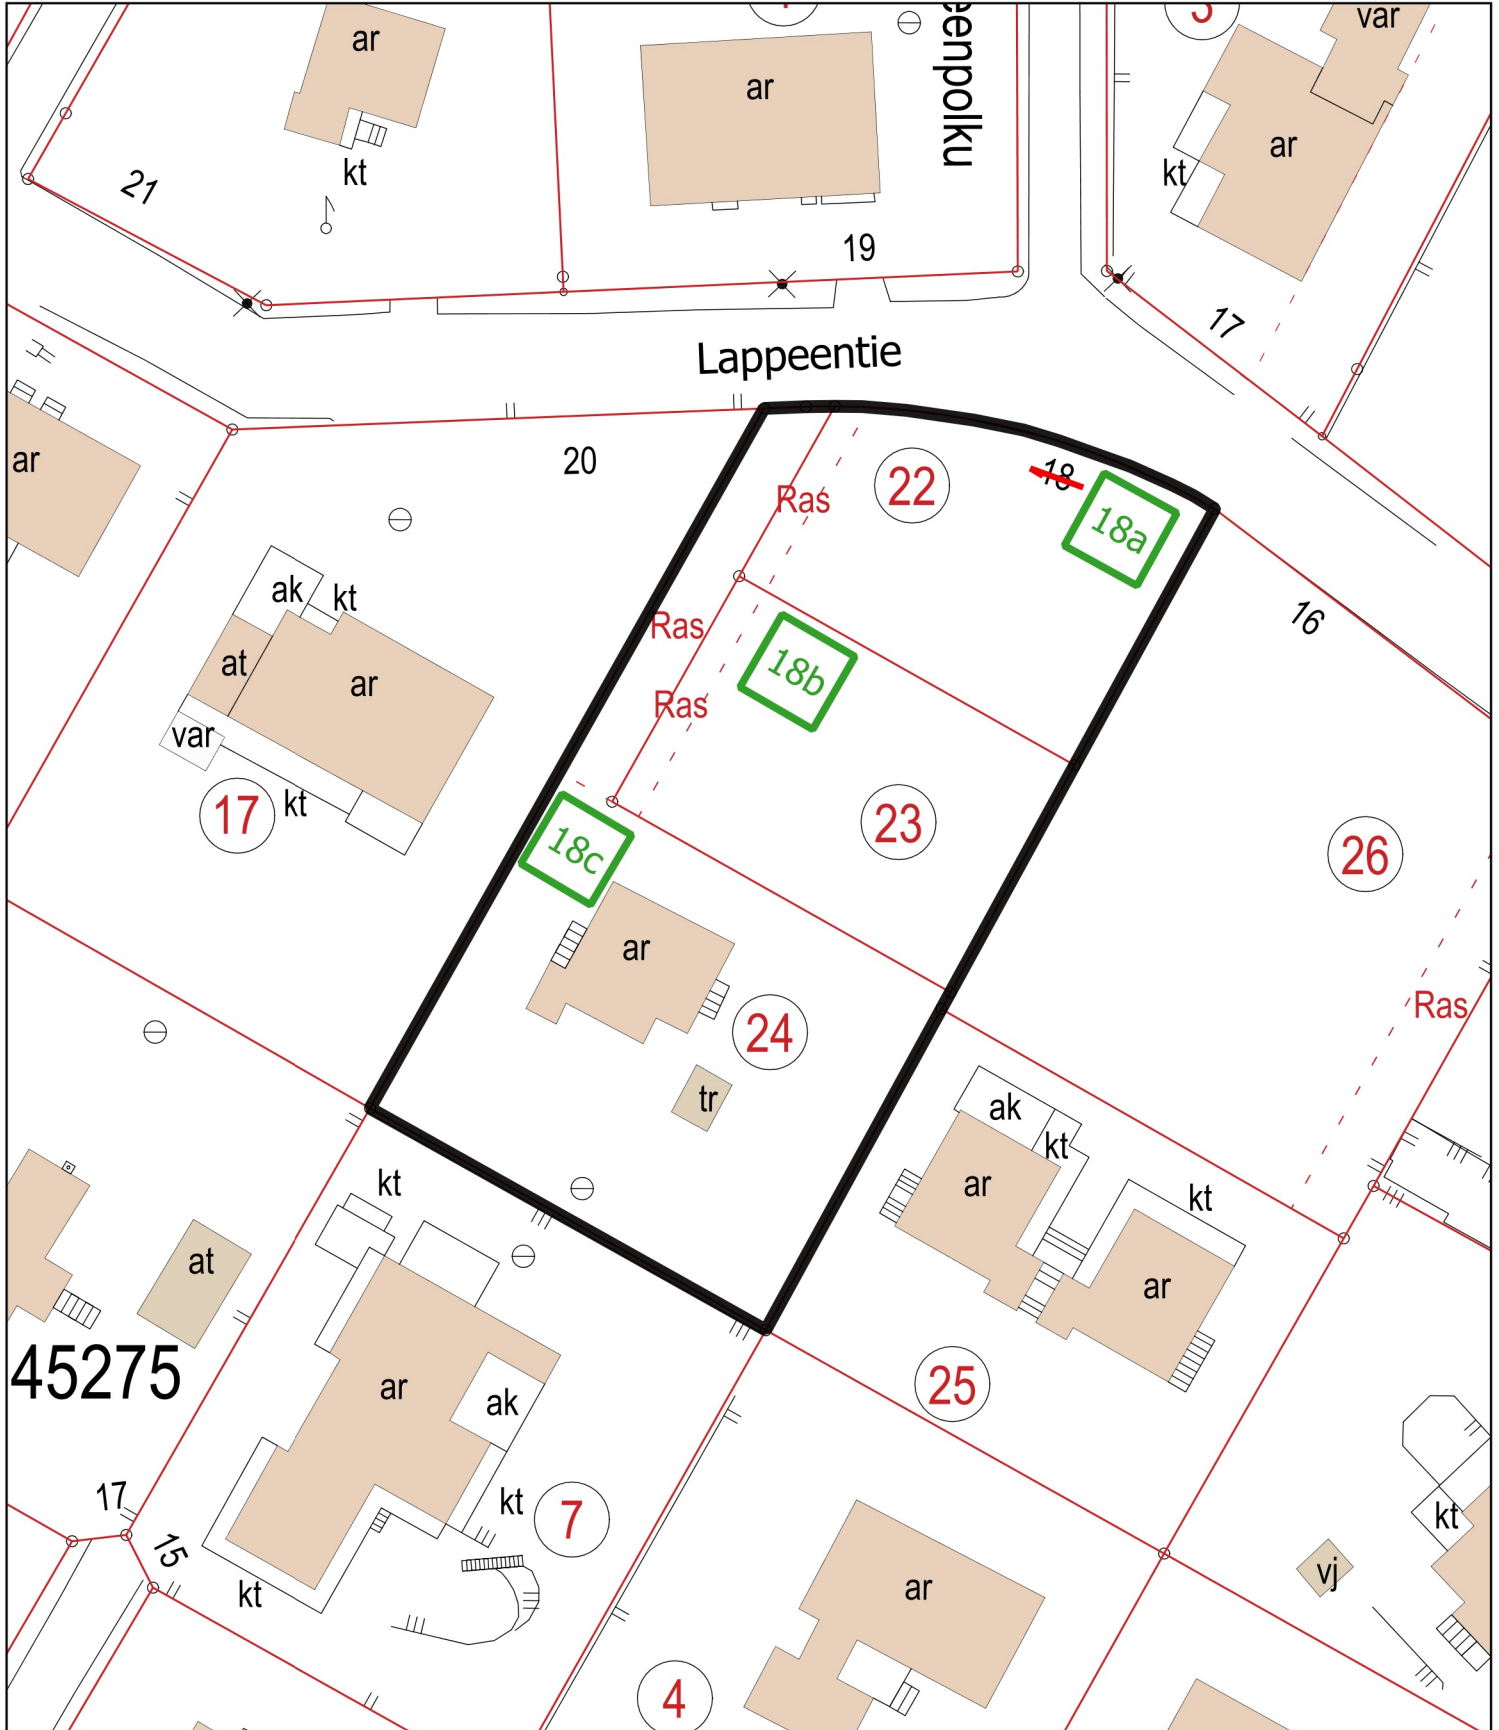 var
ar
ar
eenpolku
ar
kt
kt
21
19
17
Lappeentie
ar
20
18
22
Ras
18a
ak
kt
16
Ras
18b
at
ar
Ras
var
17
kt
23
18c
26
ar
Ras
24
tr
ak
kt
kt
ar
kt
at
ar
45275
ar
ak
25
17
kt
7
kt
15
vj
kt
ar
4